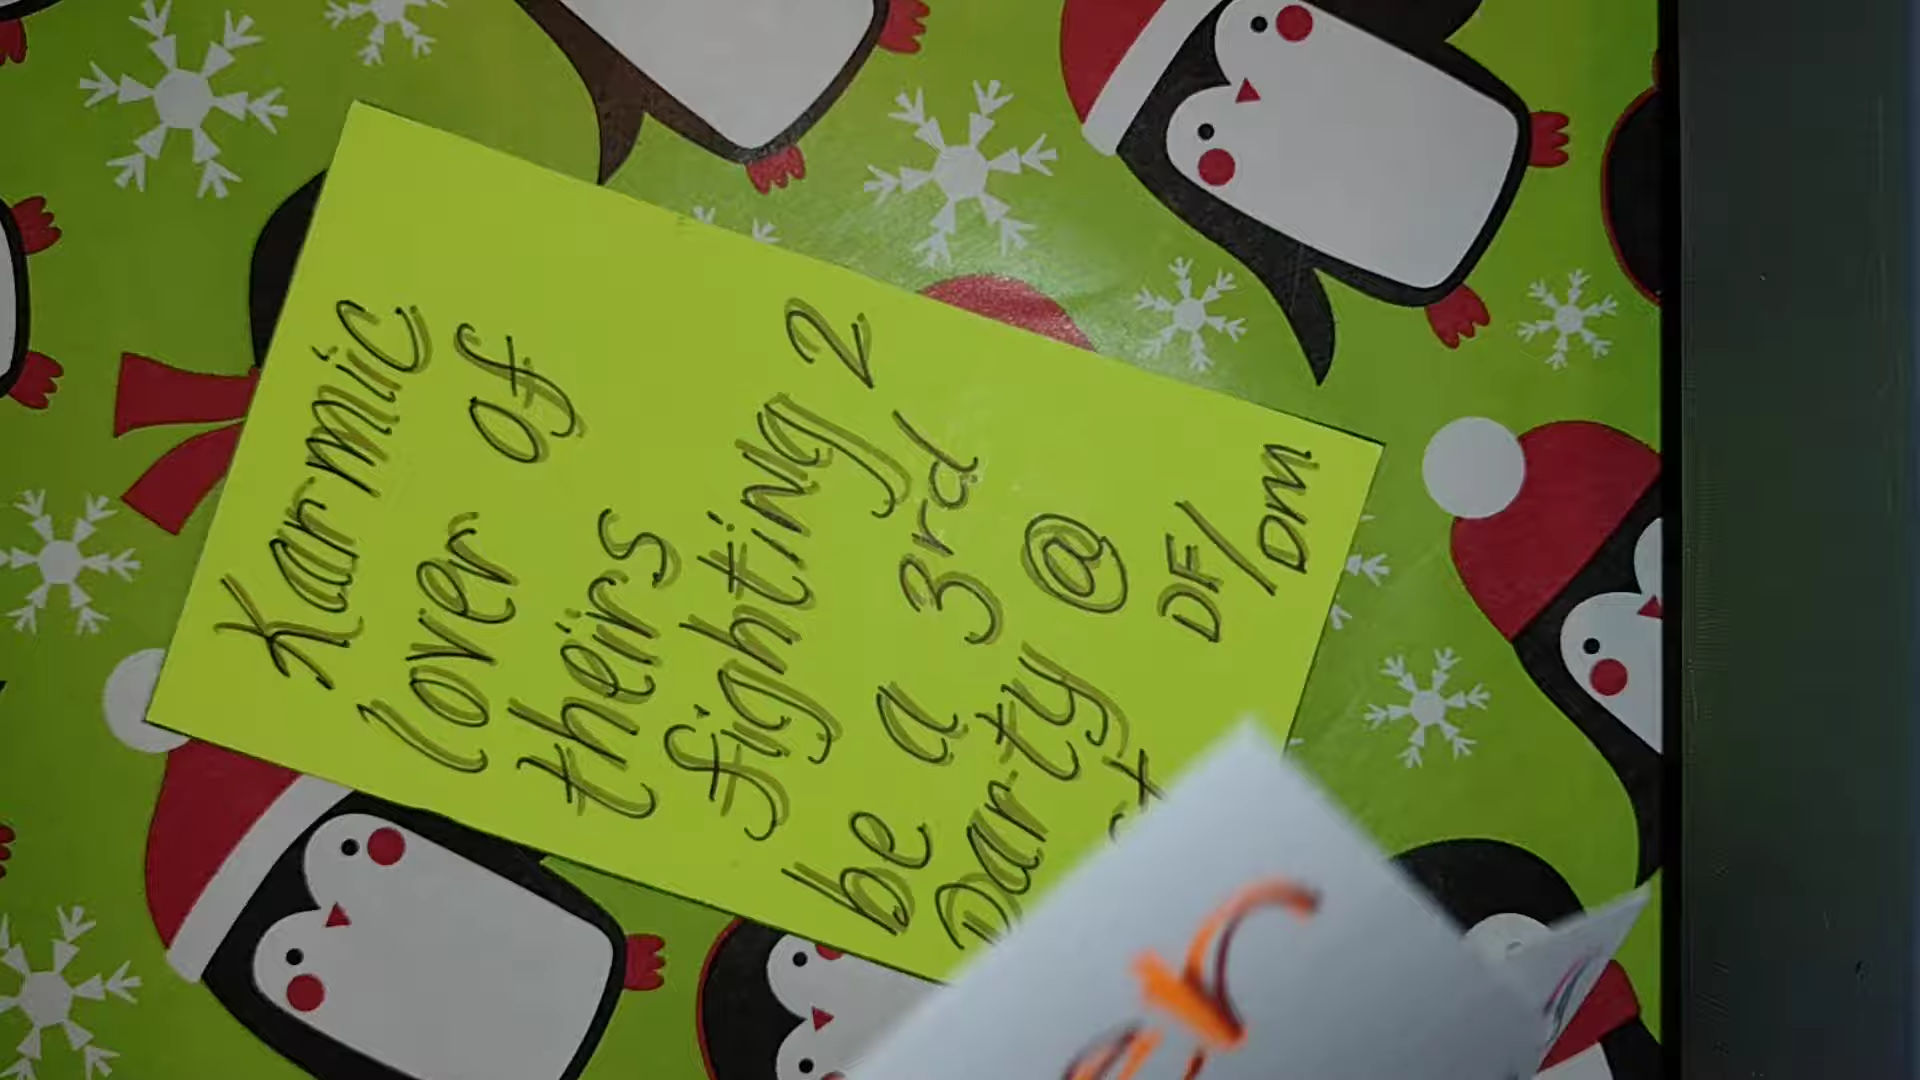 Karmic
lover of
theirs
fighting 2
be a 3rd
Party @
DF/DM